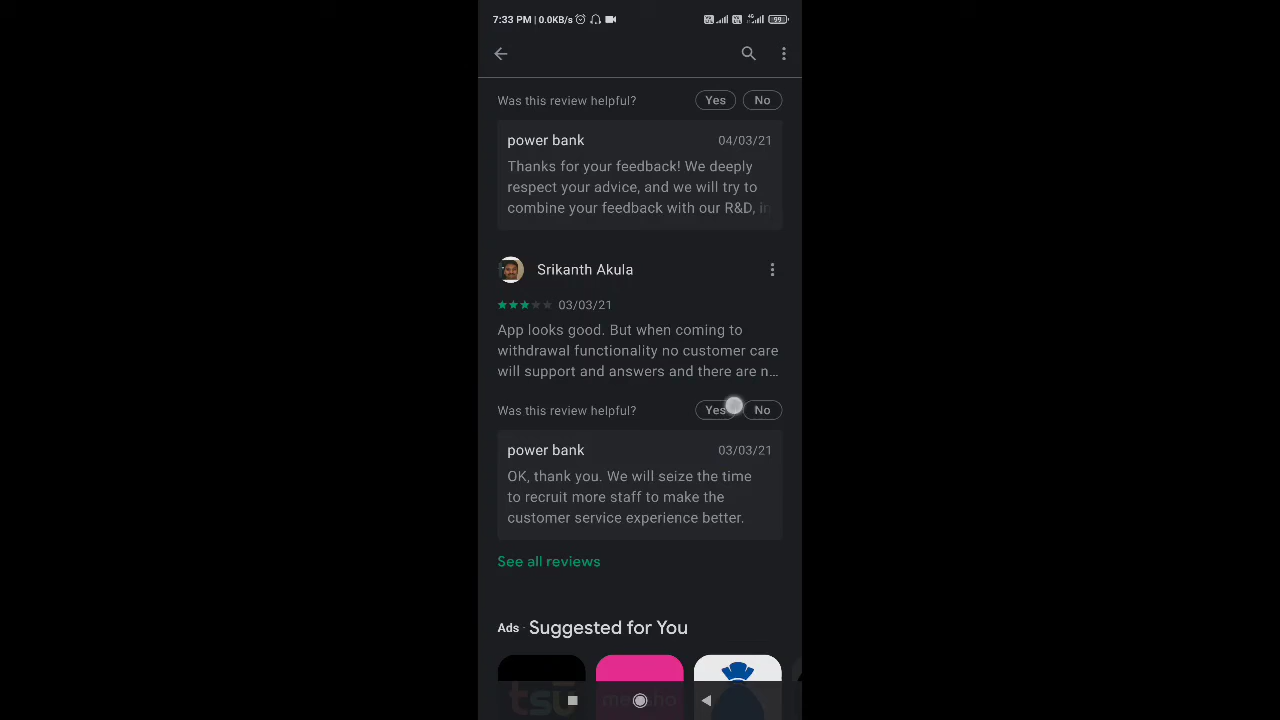 7:33 PM | 0.0KB/s
99
Was this review helpful?
Yes
No
power bank
04/03/21
Thanks for your feedback! We deeply
respect your advice, and we will try to
combine your feedback with our R&D, in
Srikanth Akula
03/03/21
App looks good. But when coming to
withdrawal functionality no customer care
will support and answers and there are n...
Was this review helpful?
Yes
No
power bank
03/03/21
OK, thank you. We will seize the time
to recruit more staff to make the
customer service experience better.
See all reviews
Ads · Suggested for You
tsu
meesho